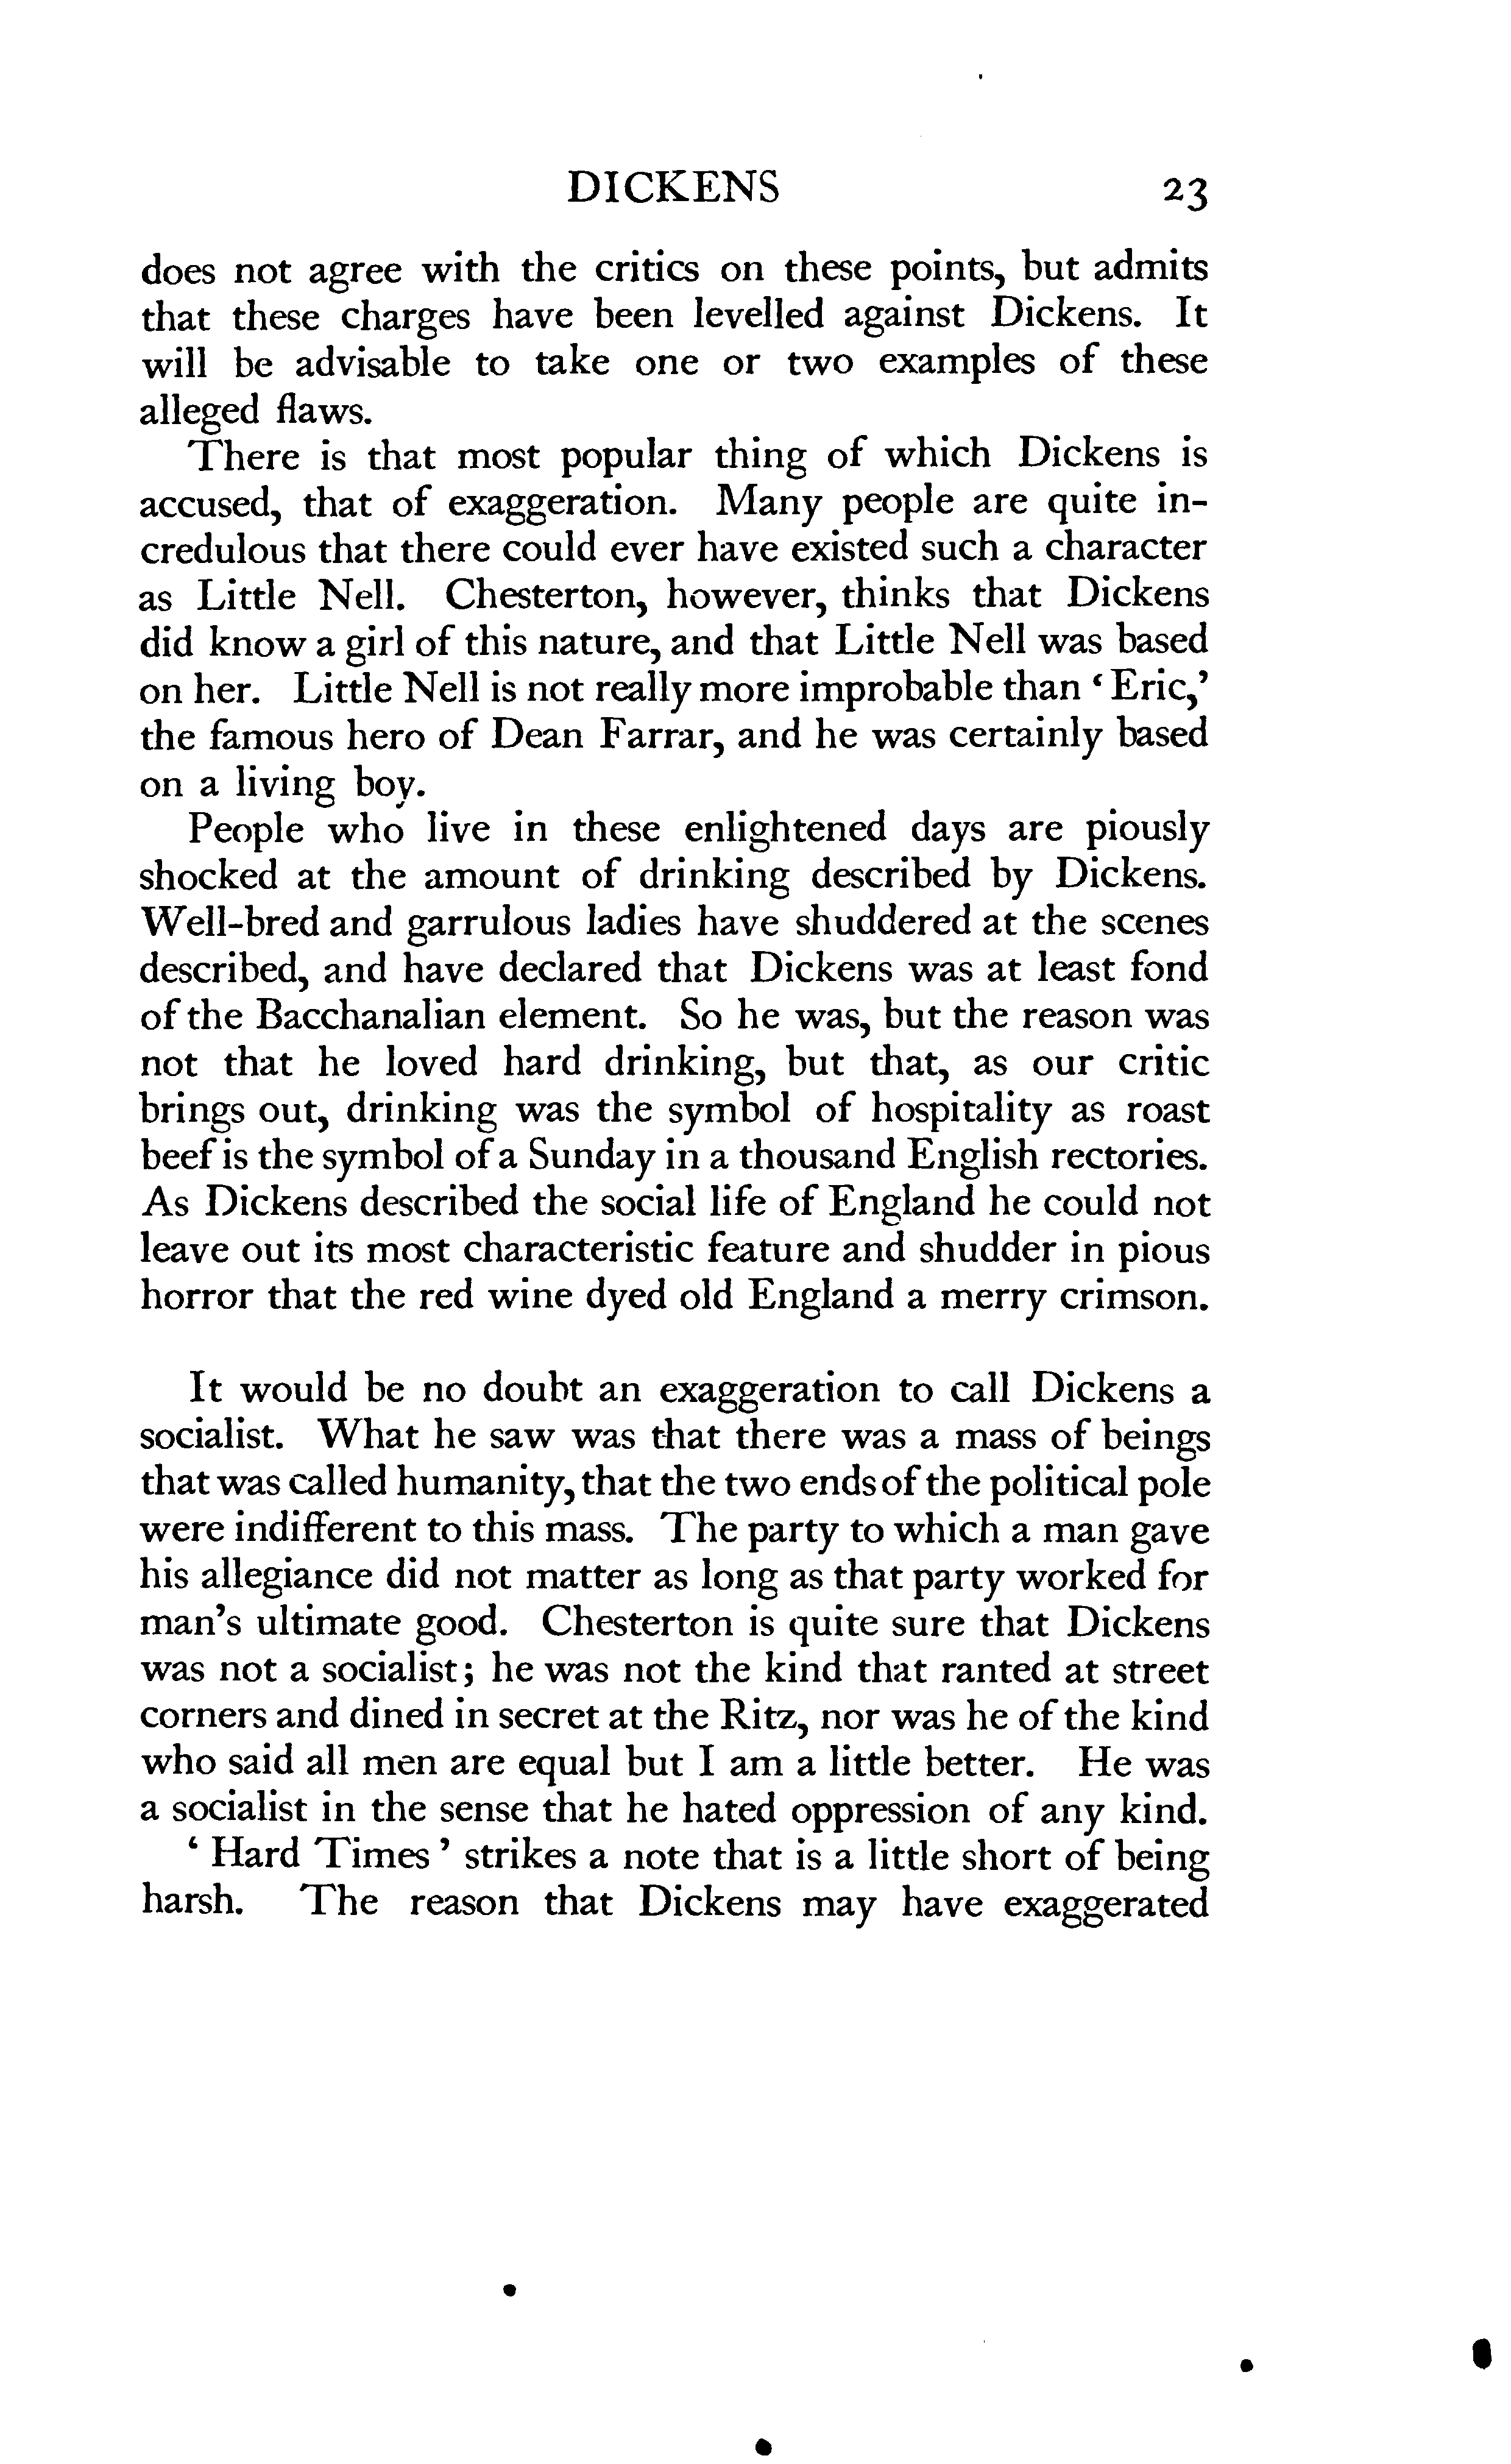 DICKENS 23
does not agree with the critics on these points, but admits
that these charges have been levelled against Dickens. It
will be advisable to take one or two examples of these
alleged flaws.
There is that most popular thing of which Dickens is
accused, that of exaggeration. Many people are quite in-
credulous that there could ever have existed such a character
as Little Nell. Chesterton, however, thinks that Dickens
did know a girl of this nature, and that Little Nell was based
on her. Little Nell is not really more improbable than ‘ Eric,’
the famous hero of Dean Farrar, and he was certainly based
on a living boy.
People who live in these enlightened days are piously
shocked at the amount of drinking described by Dickens.
Well-bred and garrulous ladies have shuddered at the scenes
described, and have declared that Dickens was at least fond
of the Bacchanalian element. So he was, but the reason was
not that he loved hard drinking, but that, as our critic
brings out, drinking was the symbol of hospitality as roast
beef is the symbol of a Sunday in a thousand English rectories.
As Dickens described the social life of England he could not
leave out its most characteristic feature and shudder in pious
horror that the red wine dyed old England a merry crimson.
It would be no doubt an exaggeration to call Dickens a
socialist. What he saw was that there was a mass of beings
that was called humanity, that the two ends of the political pole
were indifferent to this mass. The party to which a man gave
his allegiance did not matter as long as that party worked for
man’s ultimate good. Chesterton is quite sure that Dickens
was not a socialist; he was not the kind that ranted at street
corners and dined in secret at the Ritz, nor was he of the kind
who said all men are equal but I am a little better. He was
a socialist in the sense that he hated oppression of any kind.
‘ Hard Times ’ strikes a note that is a little short of being
harsh. The reason that Dickens may have exaggerated